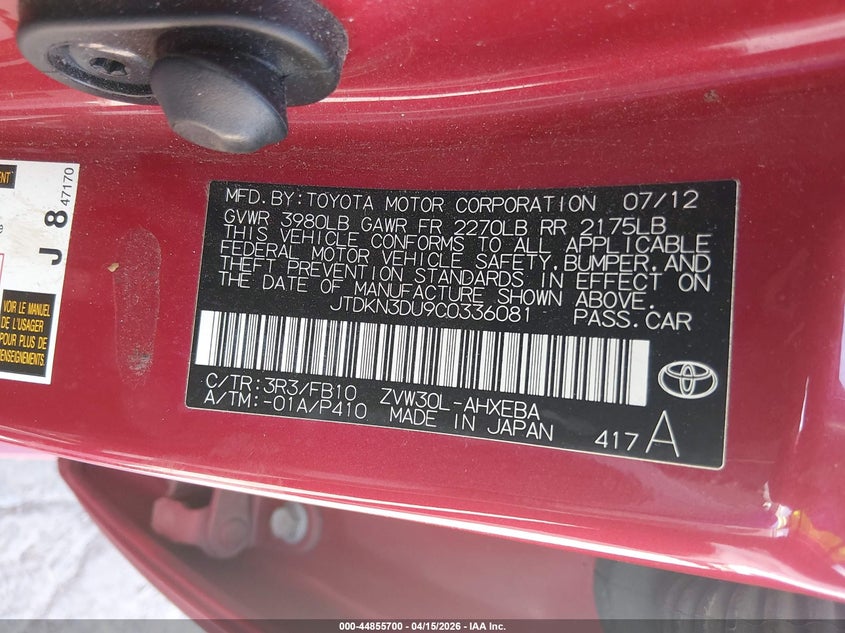 ENT
J 8 47170
VOIR LE MANUEL
DE L'USAGER
POUR PLUS DE
RENSEIGNEMENTS
MFD. BY: TOYOTA MOTOR CORPORATION 07/12
GVWR 3980LB GAWR FR 2270LB RR 2175LB
THIS VEHICLE CONFORMS TO ALL APPLICABLE
FEDERAL MOTOR VEHICLE SAFETY, BUMPER, AND
THEFT PREVENTION STANDARDS IN EFFECT ON
THE DATE OF MANUFACTURE SHOWN ABOVE.
JTDKN3DU9C0336081 PASS. CAR
C/TR: 3R3/FB10 ZVW30L-AHXEBA
A/TM: -01A/P410 MADE IN JAPAN
417A
000-44855700 - 04/15/2026 - IAA Inc.